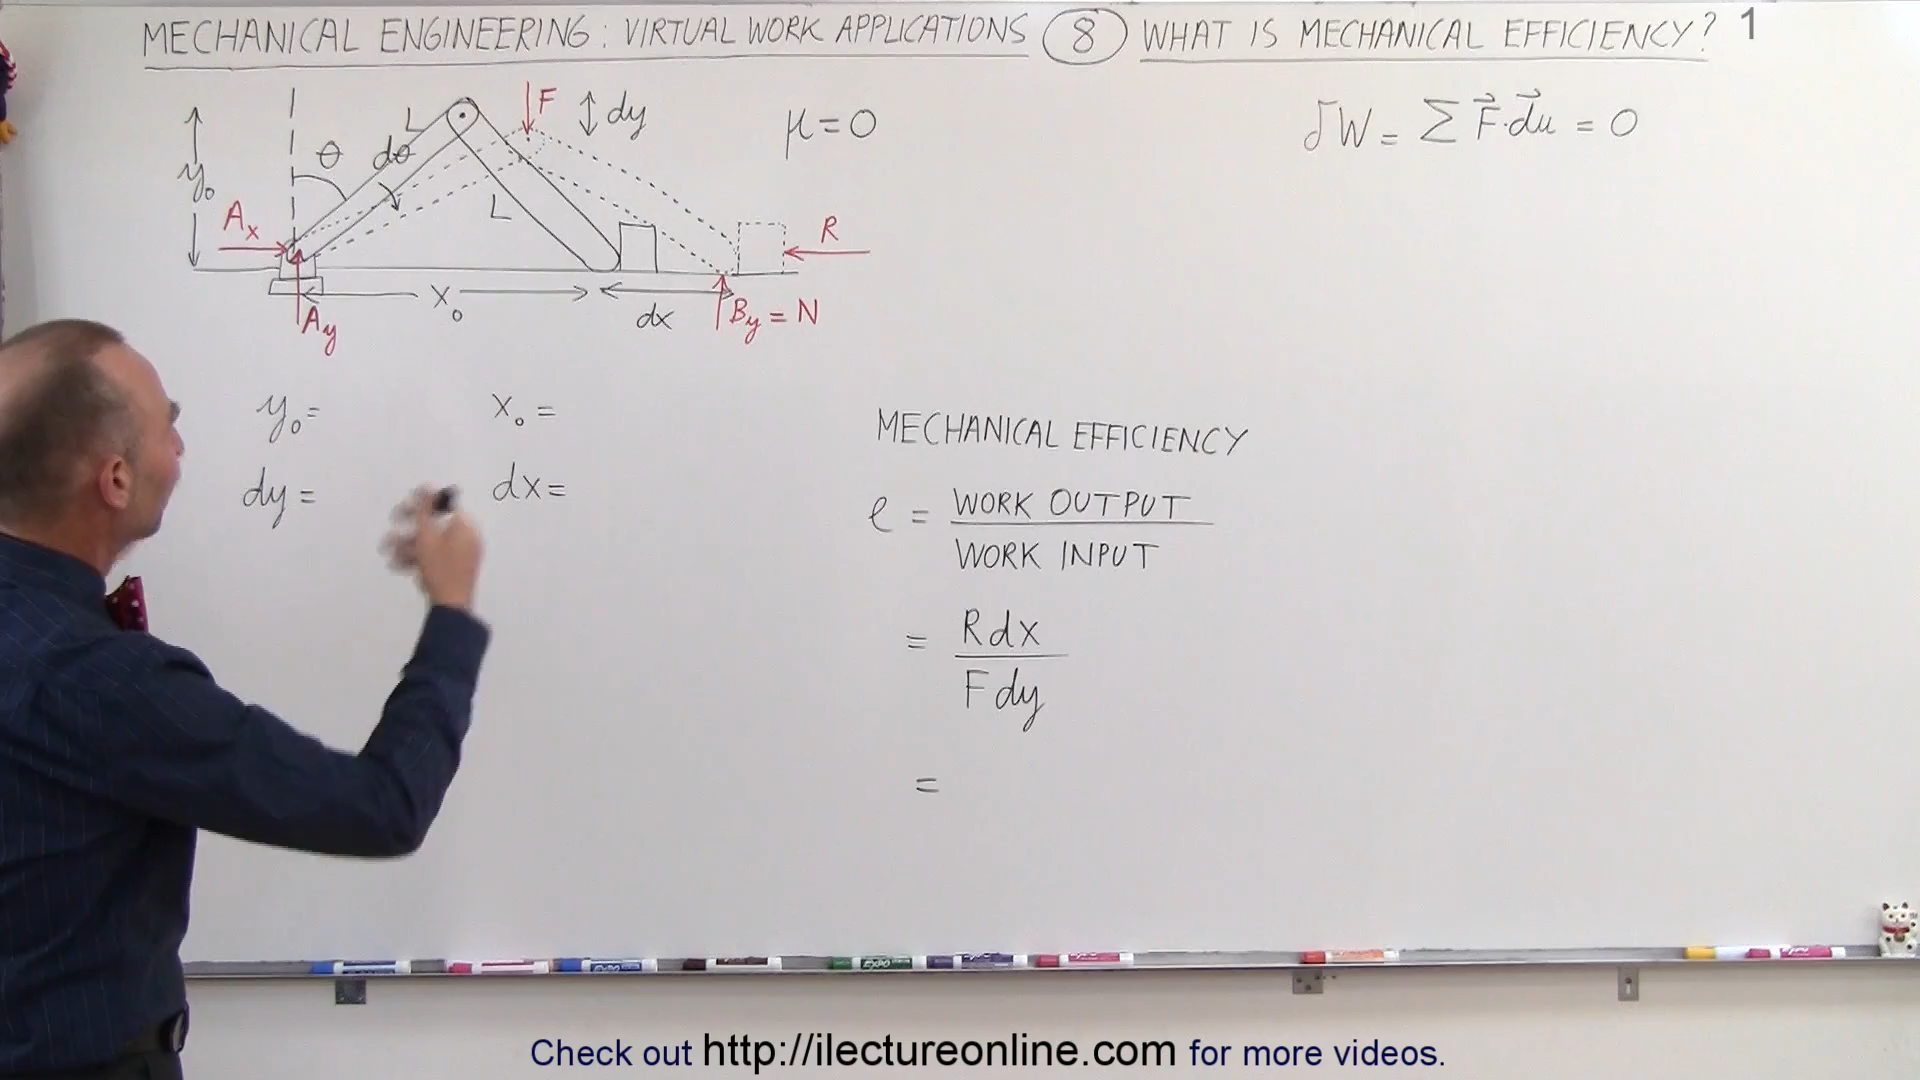 MECHANICAL ENGINEERING: VIRTUAL WORK APPLICATIONS 8 WHAT IS MECHANICAL EFFICIENCY? 1
L
F
dy
μ = 0
δW = ∑ F⃗·d⃗u = 0
θ
dθ
y₀
L
Aₓ
R
x₀
dx
A_y
B_y = N
y₀ =
x₀ =
dy =
dx =
MECHANICAL EFFICIENCY
e = WORK OUTPUT
WORK INPUT
= Rdx
Fdy
=
EXPO
EXPO
Check out http://ilectureonline.com for more videos.